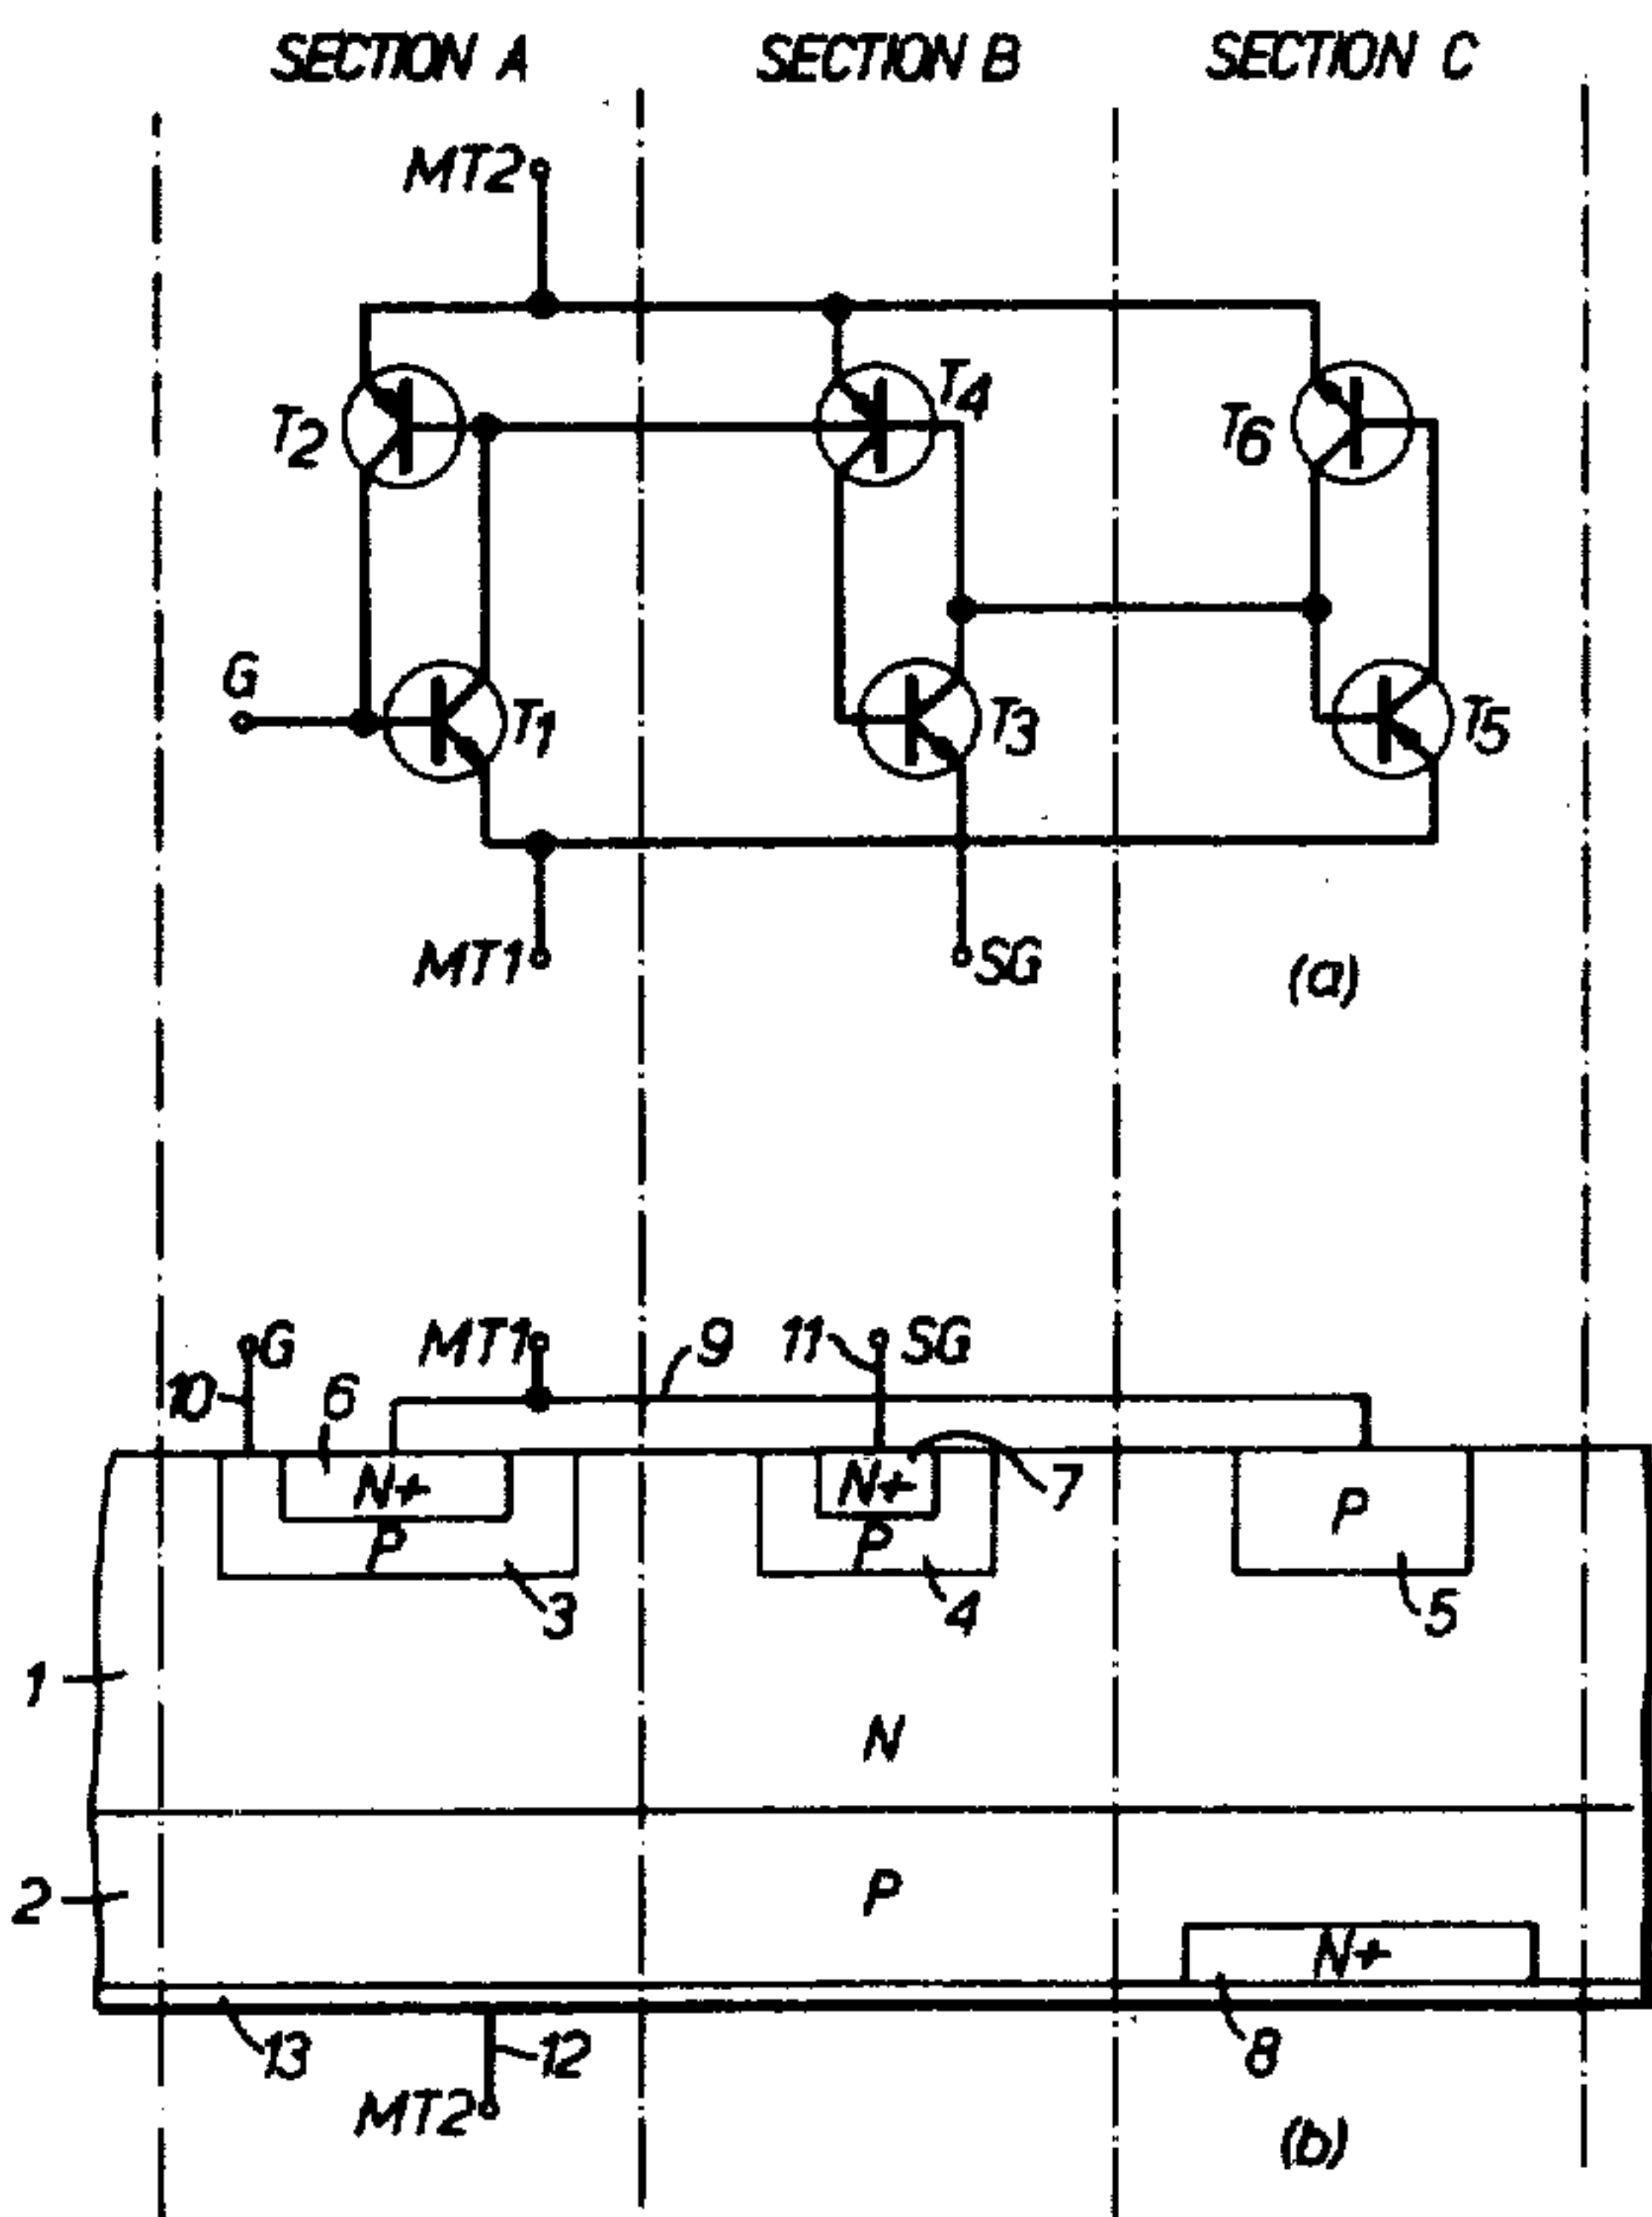 SECTION A SECTION B SECTION C
MT2
T2 T4 T6
G T1 T3 T5
MT1 SG (a)
G MT1 9 11 SG
10 6
N+ N+ 7 P
P P
3 4 5
1
N
2 P
N+
13 12 8
MT2 (b)